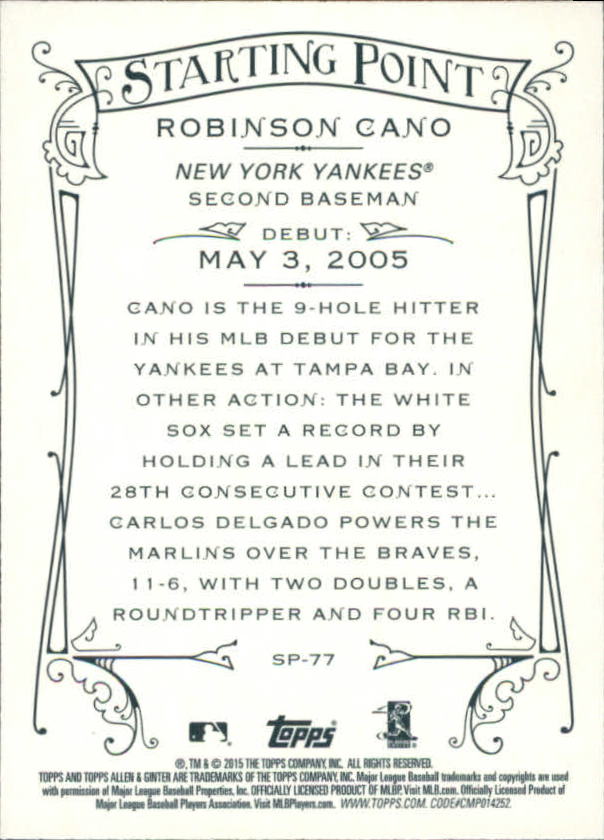 STARTING POINT
ROBINSON CANO
NEW YORK YANKEES®
SECOND BASEMAN
DEBUT:
MAY 3, 2005
CANO IS THE 9-HOLE HITTER
IN HIS MLB DEBUT FOR THE
YANKEES AT TAMPA BAY. IN
OTHER ACTION: THE WHITE
SOX SET A RECORD BY
HOLDING A LEAD IN THEIR
28TH CONSECUTIVE CONTEST...
CARLOS DELGADO POWERS THE
MARLINS OVER THE BRAVES,
11-6, WITH TWO DOUBLES, A
ROUNDTRIPPER AND FOUR RBI.
SP-77
Topps
®, TM & © 2015 THE TOPPS COMPANY, INC. ALL RIGHTS RESERVED.
TOPPS AND TOPPS ALLEN & GINTER ARE TRADEMARKS OF THE TOPPS COMPANY, INC. Major League Baseball trademarks and copyrights are used
with permission of Major League Baseball Properties, Inc. OFFICIALLY LICENSED PRODUCT OF MLBP. Visit MLB.com. Officially Licensed Product of
Major League Baseball Players Association. Visit MLBPlayers.com. WWW.TOPPS.COM. CODE#CMP014252